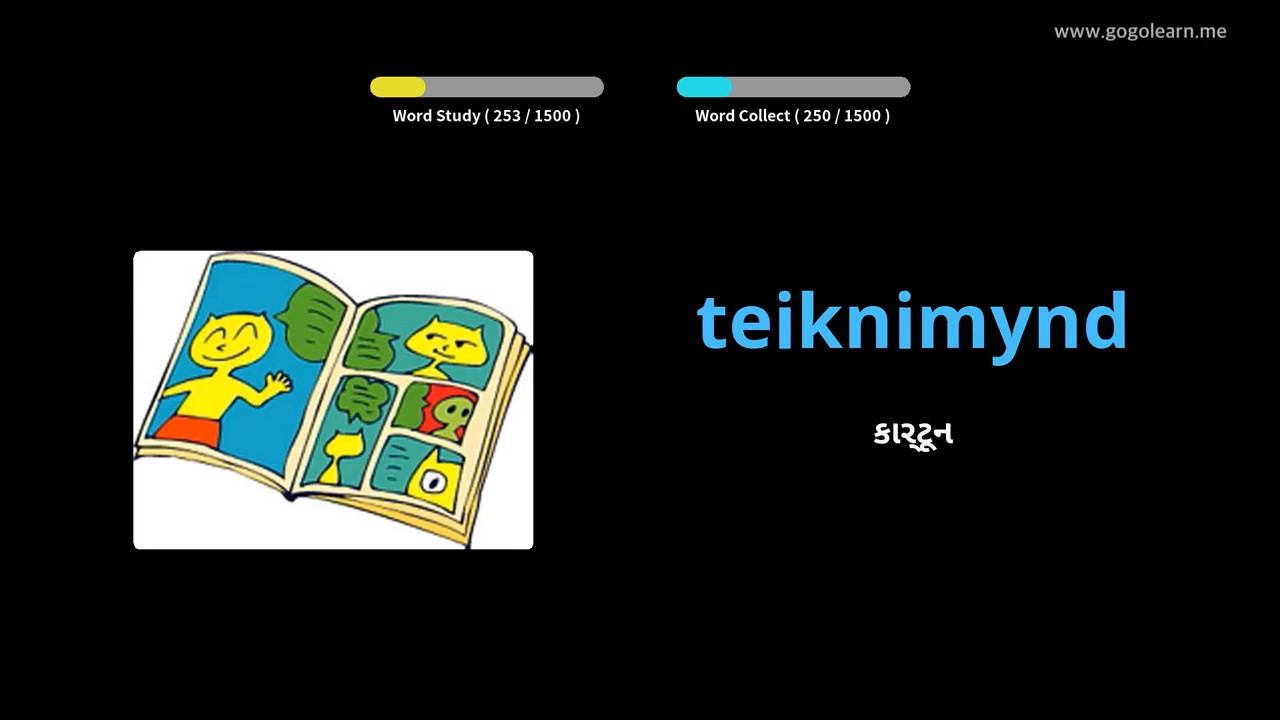 www.gogolearn.me
Word Study ( 253 / 1500 )
Word Collect ( 250 / 1500 )
teiknimynd
કાર્ટૂન